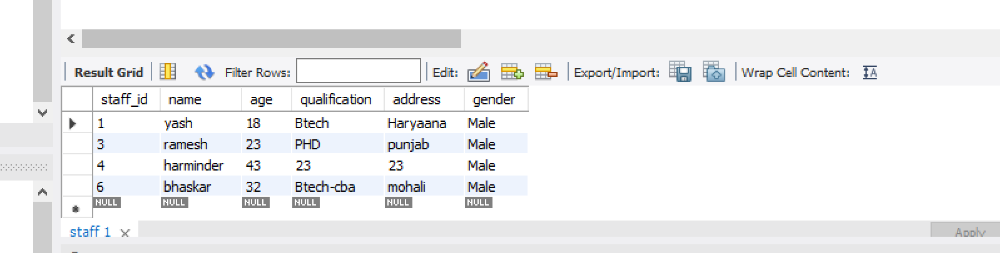 Result Grid Filter Rows: Edit: Export/Import: Wrap Cell Content: IA
staff_id name age qualification address gender
1 yash 18 Btech Haryaana Male
3 ramesh 23 PHD punjab Male
4 harminder 43 23 23 Male
6 bhaskar 32 Btech-cba mohali Male
NULL NULL NULL NULL NULL NULL
staff 1 × Apply